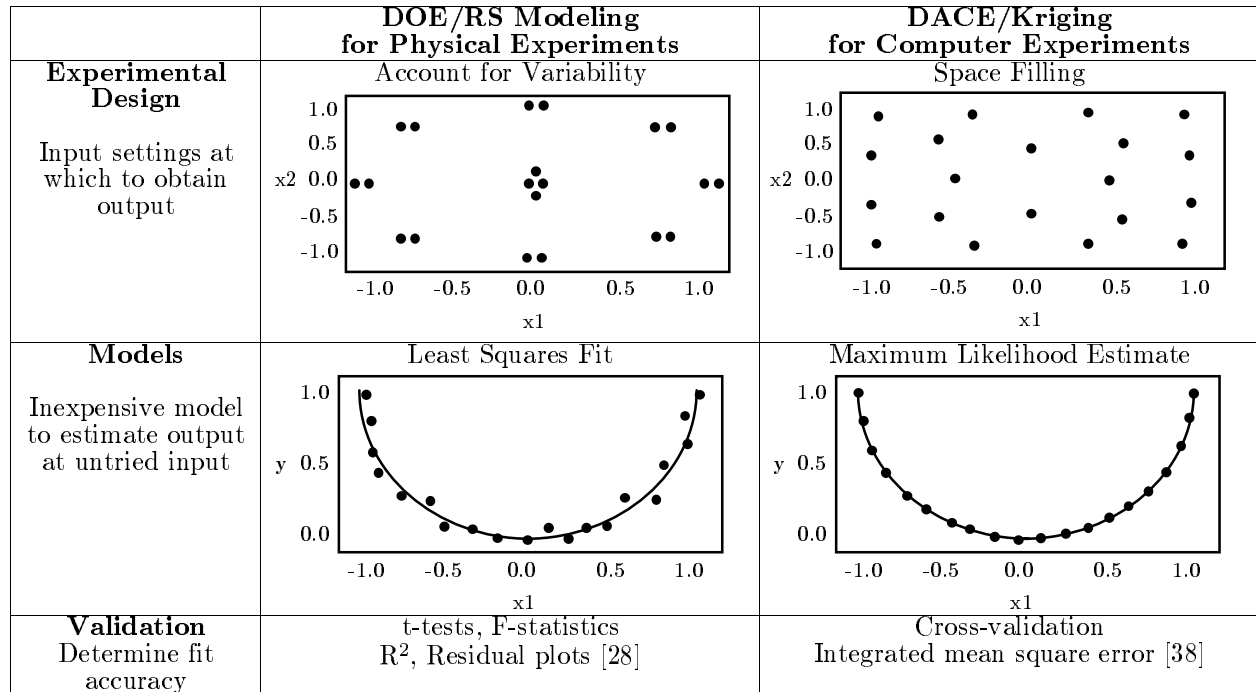 DOE/RS Modeling
for Physical Experiments
DACE/Kriging
for Computer Experiments
Experimental
Design
Input settings at
which to obtain
output
Account for Variability
1.0
0.5
x2 0.0
-0.5
-1.0
-1.0 -0.5 0.0 0.5 1.0
x1
Space Filling
1.0
0.5
x2 0.0
-0.5
-1.0
-1.0 -0.5 0.0 0.5 1.0
x1
Models
Inexpensive model
to estimate output
at untried input
Least Squares Fit
1.0
y 0.5
0.0
-1.0 -0.5 0.0 0.5 1.0
x1
Maximum Likelihood Estimate
1.0
y 0.5
0.0
-1.0 -0.5 0.0 0.5 1.0
x1
Validation
Determine fit
accuracy
t-tests, F-statistics
R², Residual plots [28]
Cross-validation
Integrated mean square error [38]